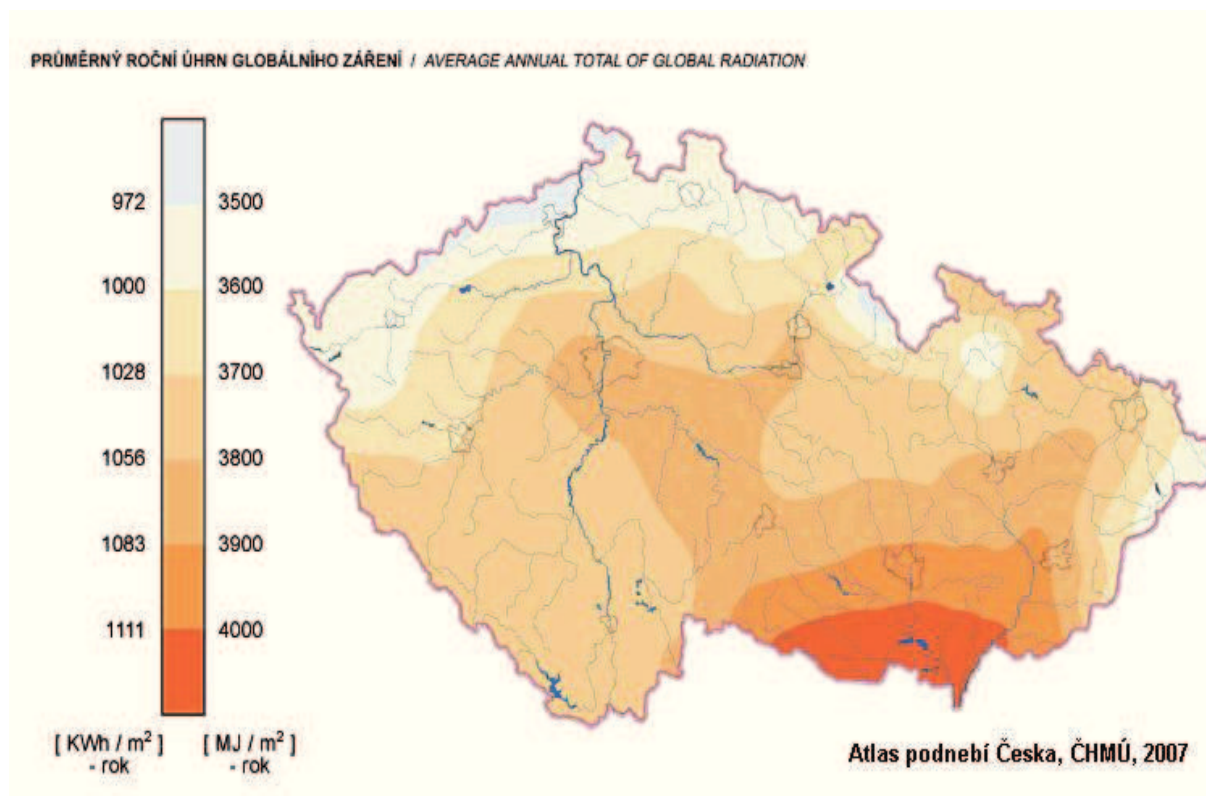 PRŮMĚRNÝ ROČNÍ ÚHRN GLOBÁLNÍHO ZÁŘENÍ / AVERAGE ANNUAL TOTAL OF GLOBAL RADIATION
972 3500
1000 3600
1028 3700
1056 3800
1083 3900
1111 4000
[ KWh / m² ] [ MJ / m² ]
- rok - rok
Atlas podnebí Česka, ČHMÚ, 2007